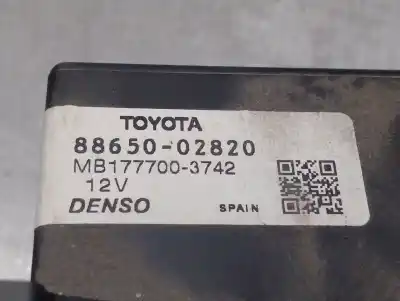 TOYOTA
88650-02820
MB177700-3742
12V
DENSO
SPAIN